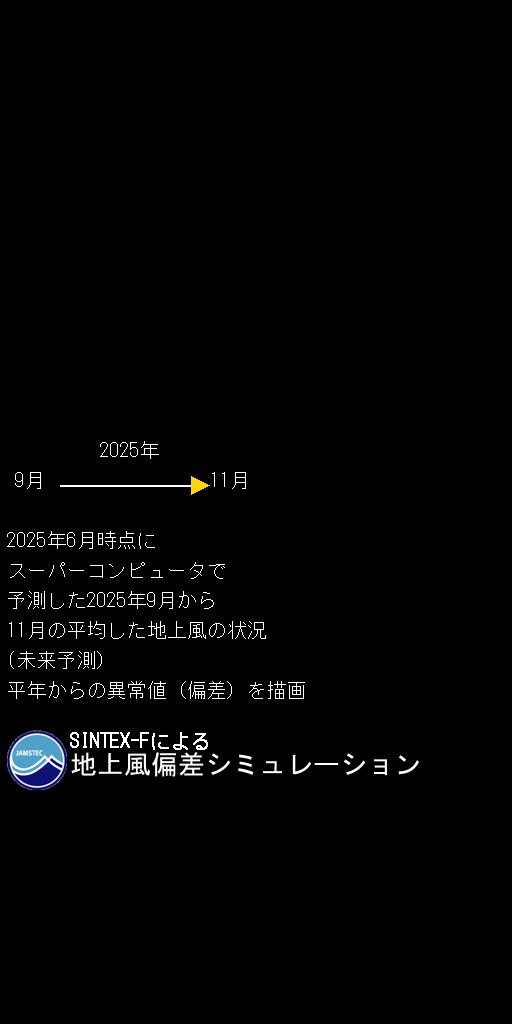 2025年
9月 11月
2025年6月時点に
スーパーコンピュータで
予測した2025年9月から
11月の平均した地上風の状況
(未来予測)
平年からの異常値(偏差)を描画
JAMSTEC
SINTEX-Fによる
地上風偏差シミュレーション